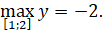 max y = −2.
[1;2]